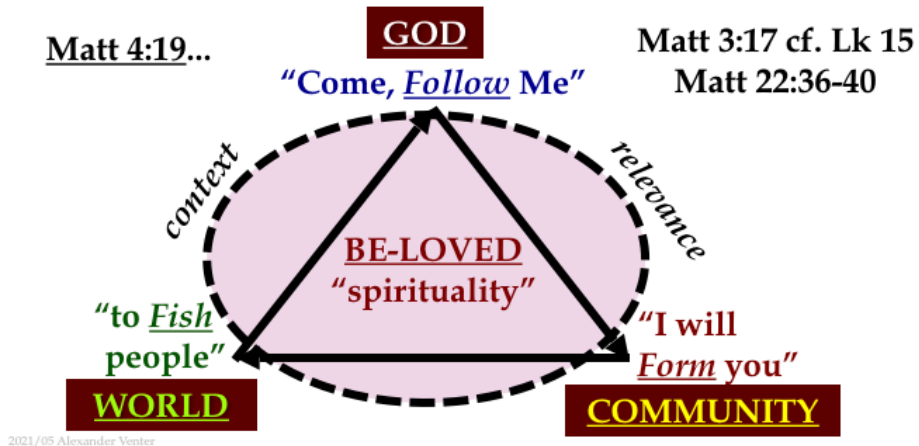 GOD
Matt 4:19...
Matt 3:17 cf. Lk 15
Matt 22:36-40
“Come, Follow Me”
context
relevance
BE-LOVED
“spirituality”
“to Fish
people”
WORLD
“I will
Form you”
COMMUNITY
2021/05 Alexander Venter